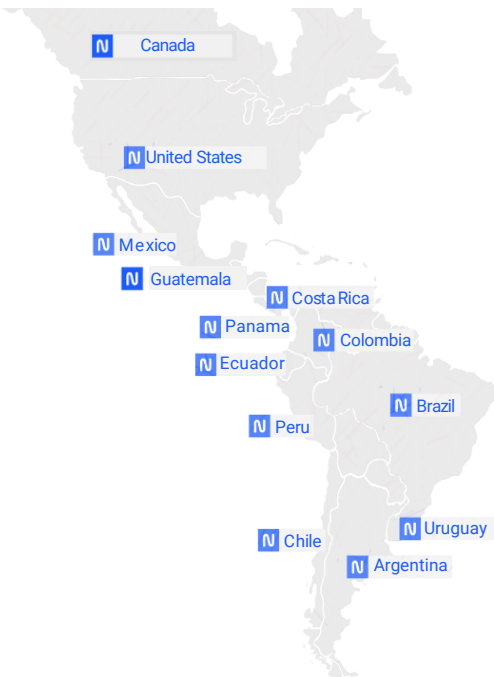 Canada
United States
Mexico
Guatemala
Costa Rica
Panama
Colombia
Ecuador
Brazil
Peru
Uruguay
Chile
Argentina